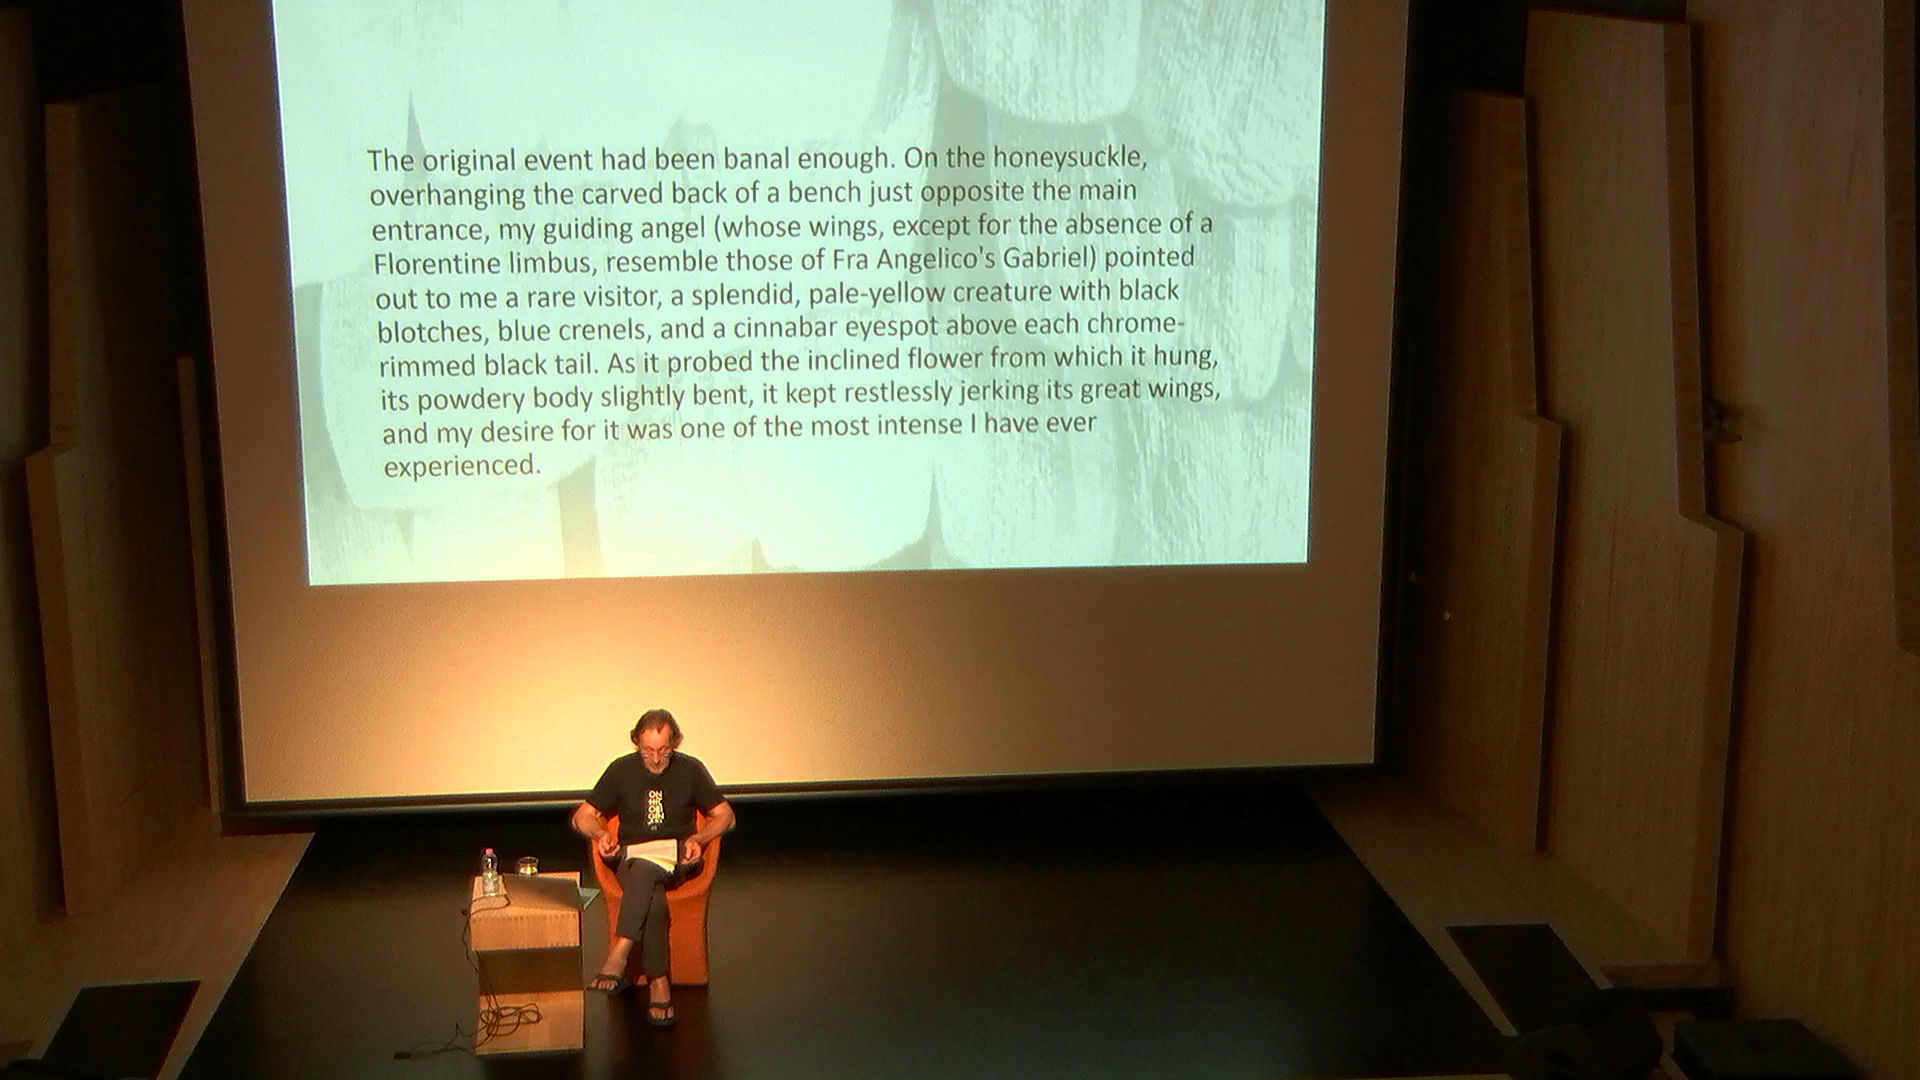 The original event had been banal enough. On the honeysuckle,
overhanging the carved back of a bench just opposite the main
entrance, my guiding angel (whose wings, except for the absence of a
Florentine limbus, resemble those of Fra Angelico's Gabriel) pointed
out to me a rare visitor, a splendid, pale-yellow creature with black
blotches, blue crenels, and a cinnabar eyespot above each chrome-
rimmed black tail. As it probed the inclined flower from which it hung,
its powdery body slightly bent, it kept restlessly jerking its great wings,
and my desire for it was one of the most intense I have ever
experienced.
ON